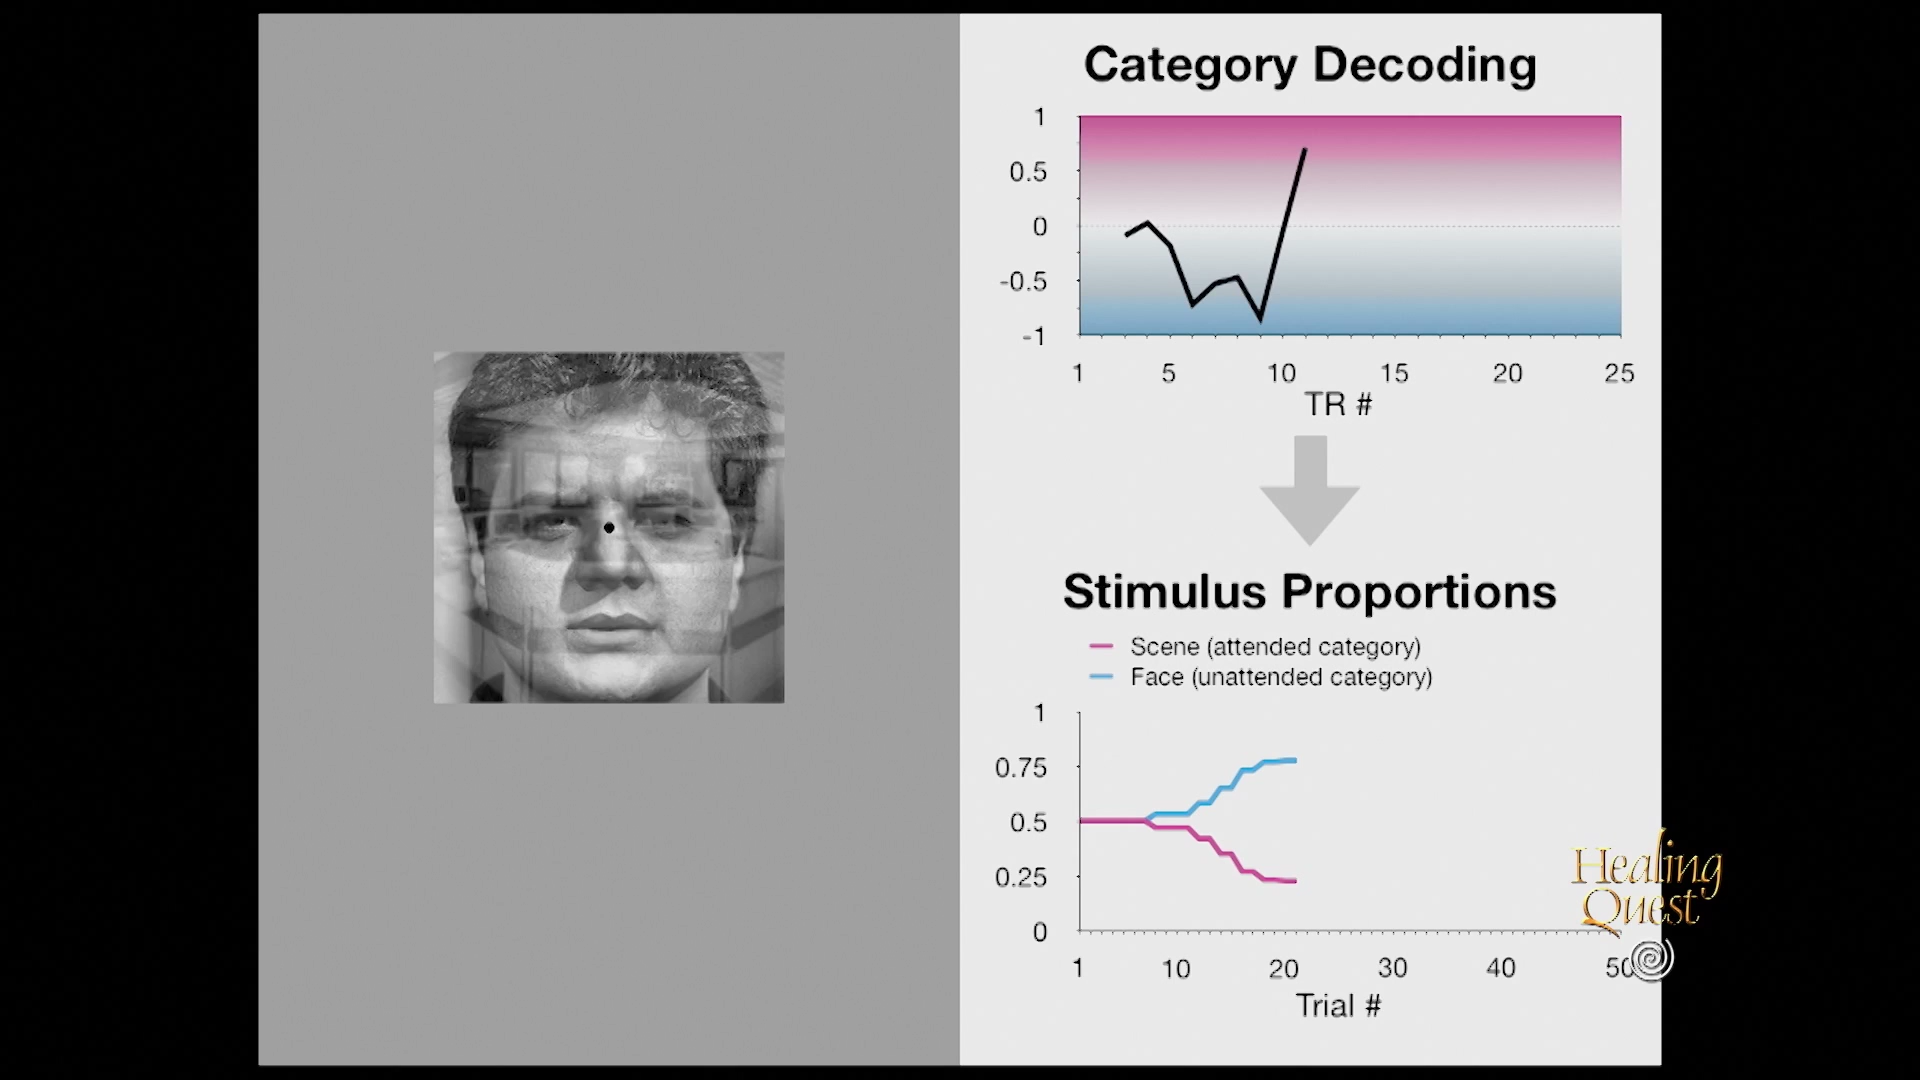 Category Decoding
1
0.5
0
-0.5
-1
1 5 10 15 20 25
TR #
Stimulus Proportions
Scene (attended category)
Face (unattended category)
1
0.75
0.5
0.25
0
1 10 20 30 40 50
Trial #
Healing
Quest